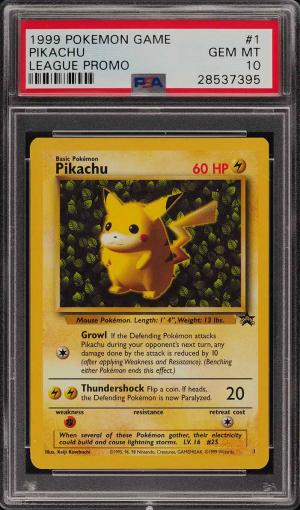 1999 POKEMON GAME #1
PIKACHU GEM MT
LEAGUE PROMO PSA 10
28537395
Basic Pokémon
Pikachu 60 HP
Mouse Pokémon. Length: 1' 4", Weight: 13 lbs.
Growl If the Defending Pokémon attacks
Pikachu during your opponent's next turn, any
damage done by the attack is reduced by 10
(after applying Weakness and Resistance). (Benching
either Pokémon ends this effect.)
Thundershock Flip a coin. If heads,
the Defending Pokémon is now Paralyzed. 20
weakness resistance retreat cost
When several of these Pokémon gather, their electricity
could build and cause lightning storms. LV. 16 #25
Illus. Keiji Kinebuchi ©1995, 96, 98 Nintendo, Creatures, GAMEFREAK. ©1999 Wizards. 1